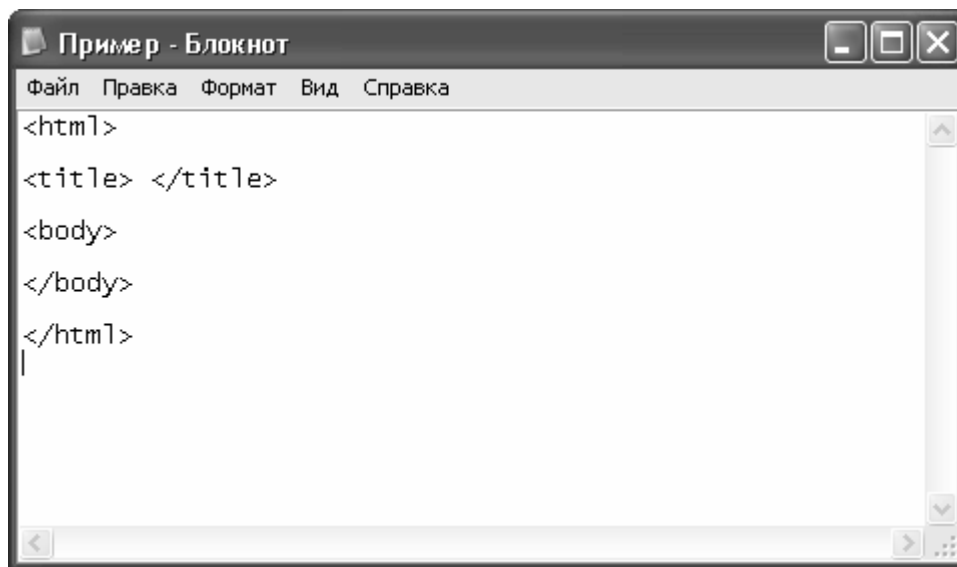 Пример - Блокнот
Файл Правка Формат Вид Справка
<html>
<title> </title>
<body>
</body>
</html>